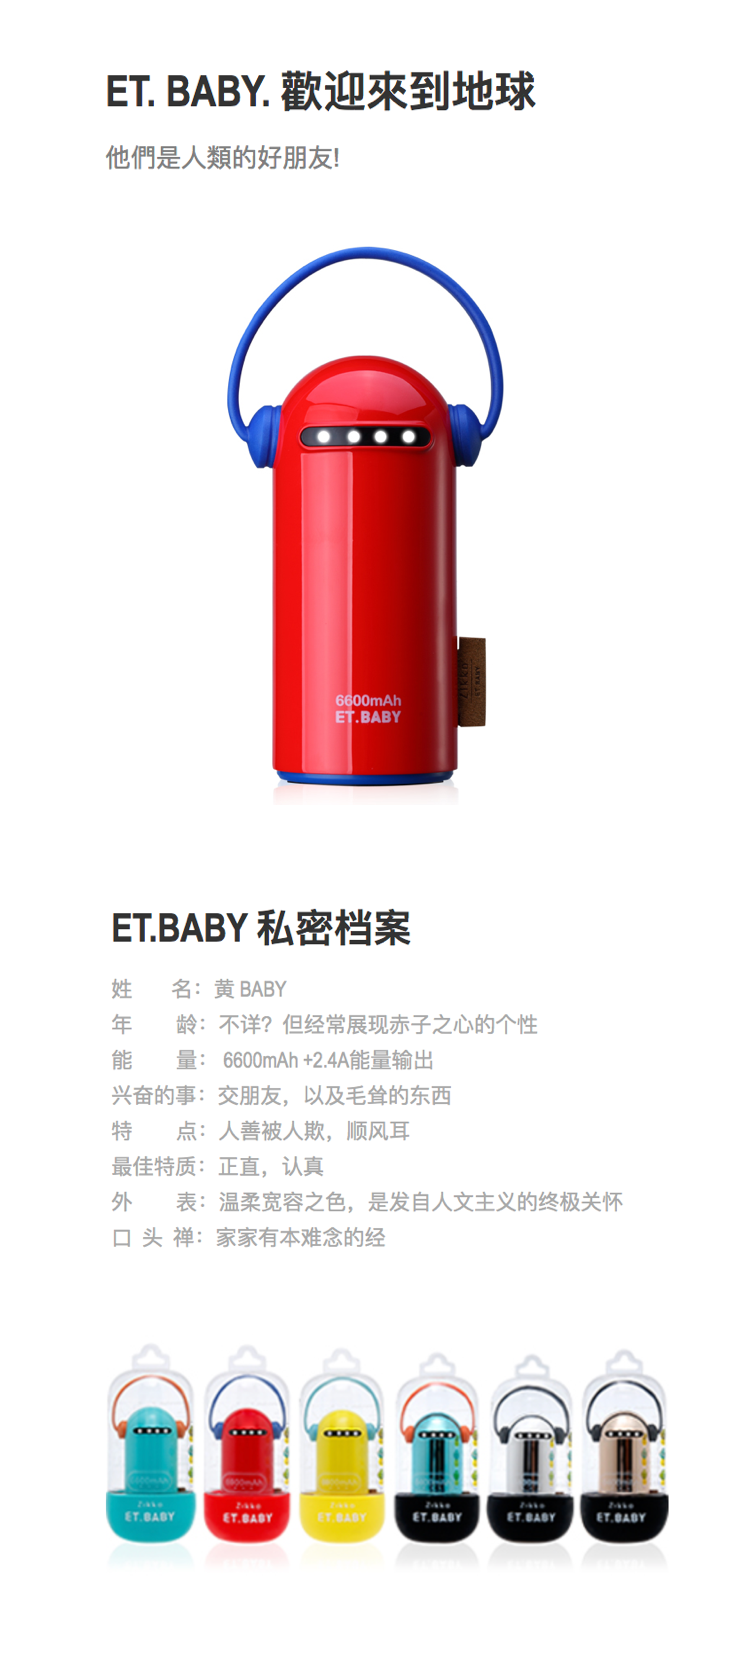 ET. BABY. 歡迎來到地球
他們是人類的好朋友!
6600mAh
ET.BABY
ET.BABY 私密档案
姓 名：黄 BABY
年 龄：不详？但经常展现赤子之心的个性
能 量： 6600mAh +2.4A能量输出
兴奋的事：交朋友，以及毛耸的东西
特 点：人善被人欺，顺风耳
最佳特质：正直，认真
外 表：温柔宽容之色，是发自人文主义的终极关怀
口 头 禅：家家有本难念的经
Zikko
ET.BABY
Zikko
ET.BABY
Zikko
ET.BABY
Zikko
ET.BABY
Zikko
ET.BABY